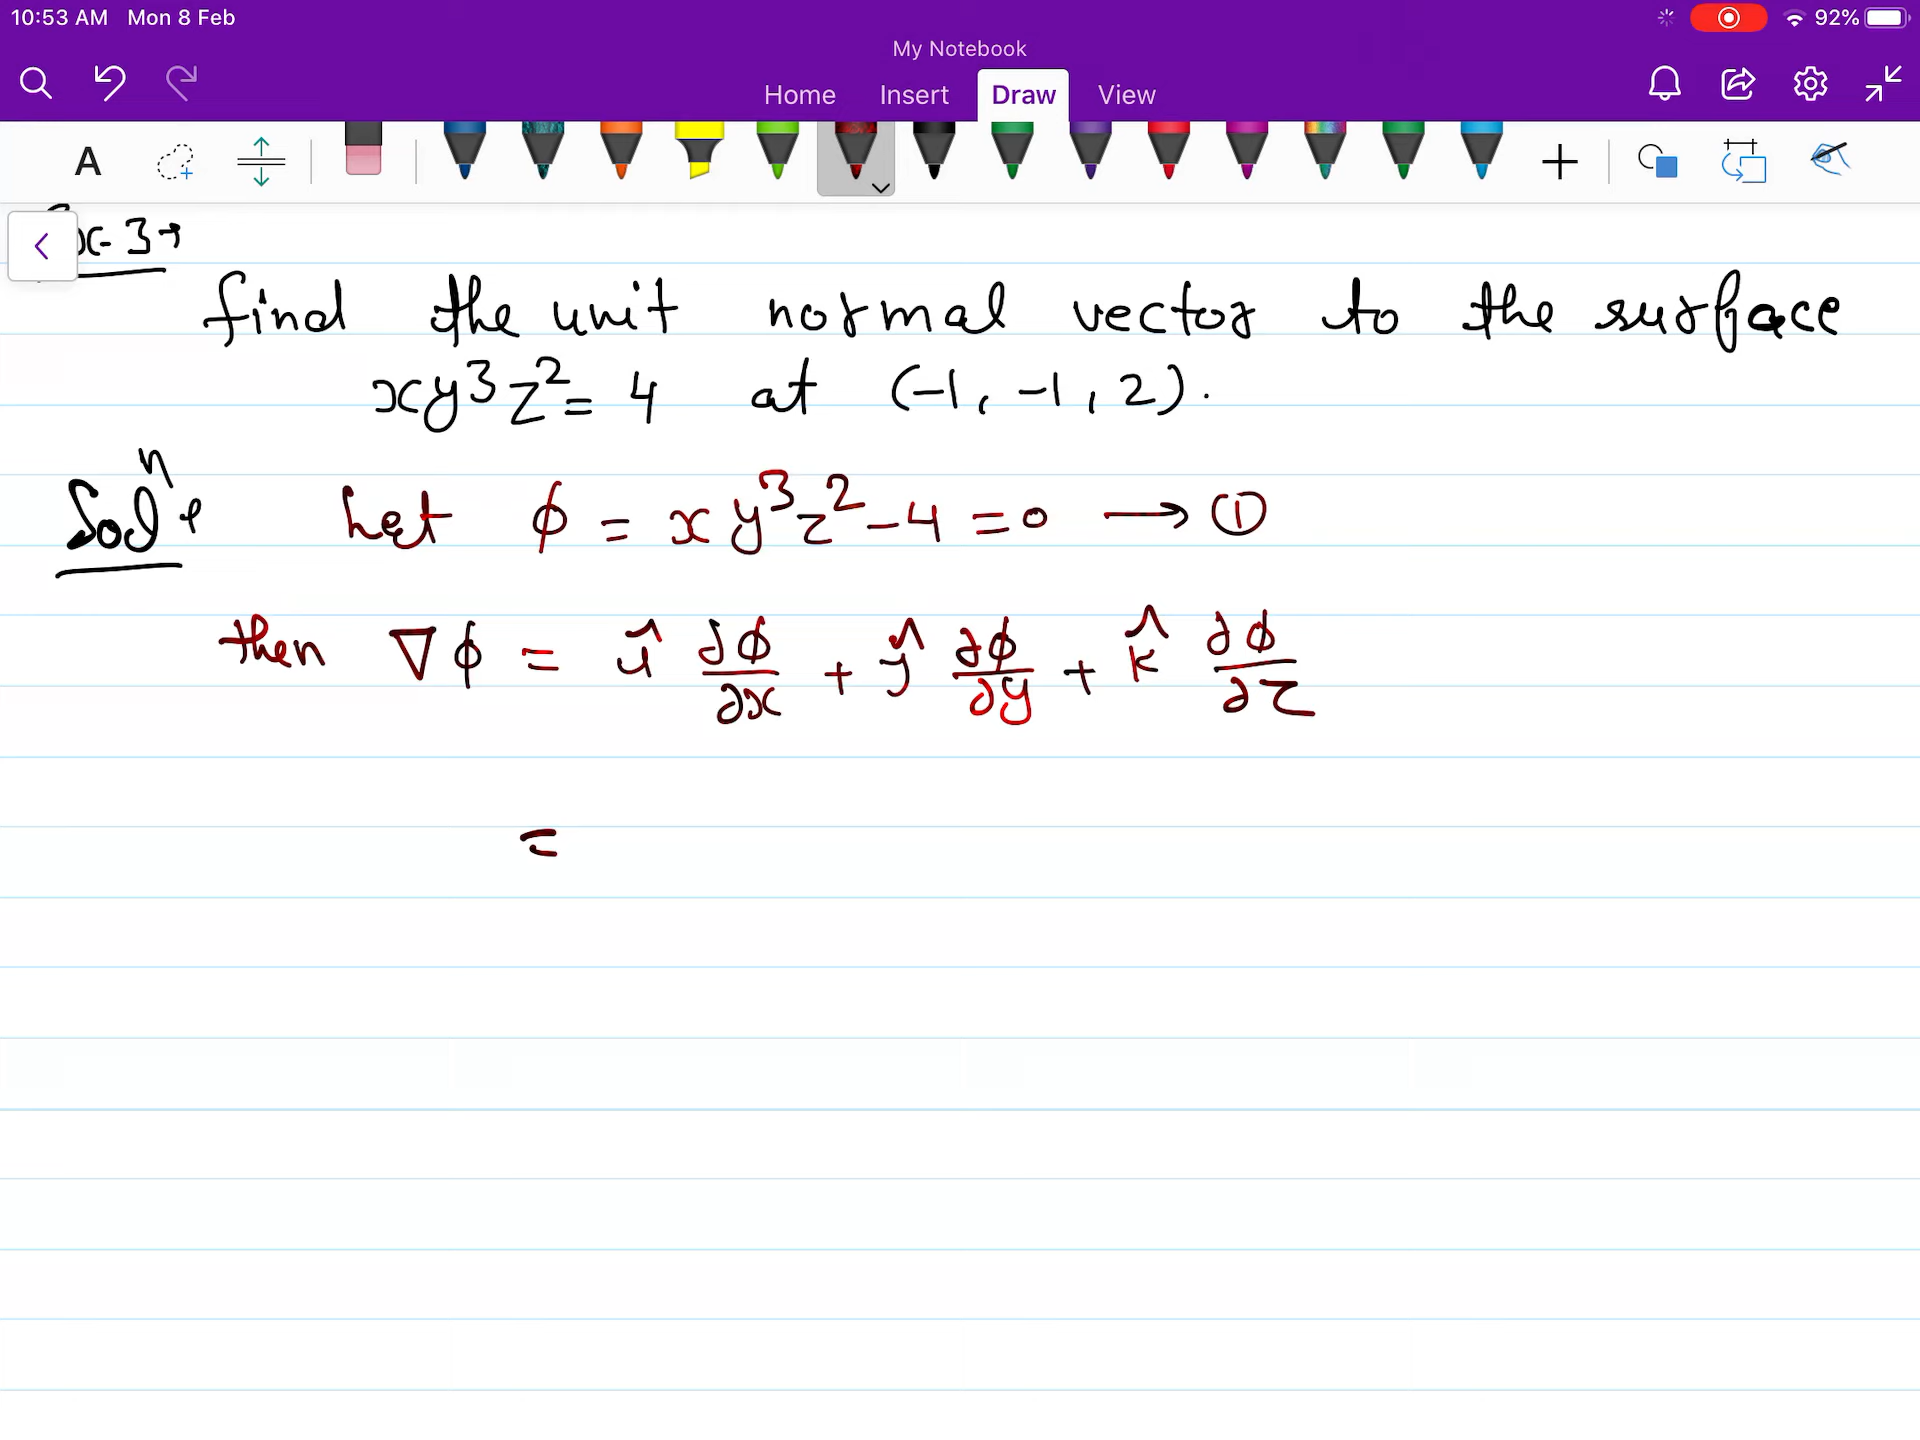 10:53 AM Mon 8 Feb 92%
My Notebook
Home Insert Draw View
A
x-3→
find the unit normal vector to the surface
xy³z² = 4 at (-1, -1, 2).
Solⁿ Let ϕ = xy³z² - 4 = 0 → ①
then ∇ϕ = î ∂ϕ/∂x + ĵ ∂ϕ/∂y + k̂ ∂ϕ/∂z
=